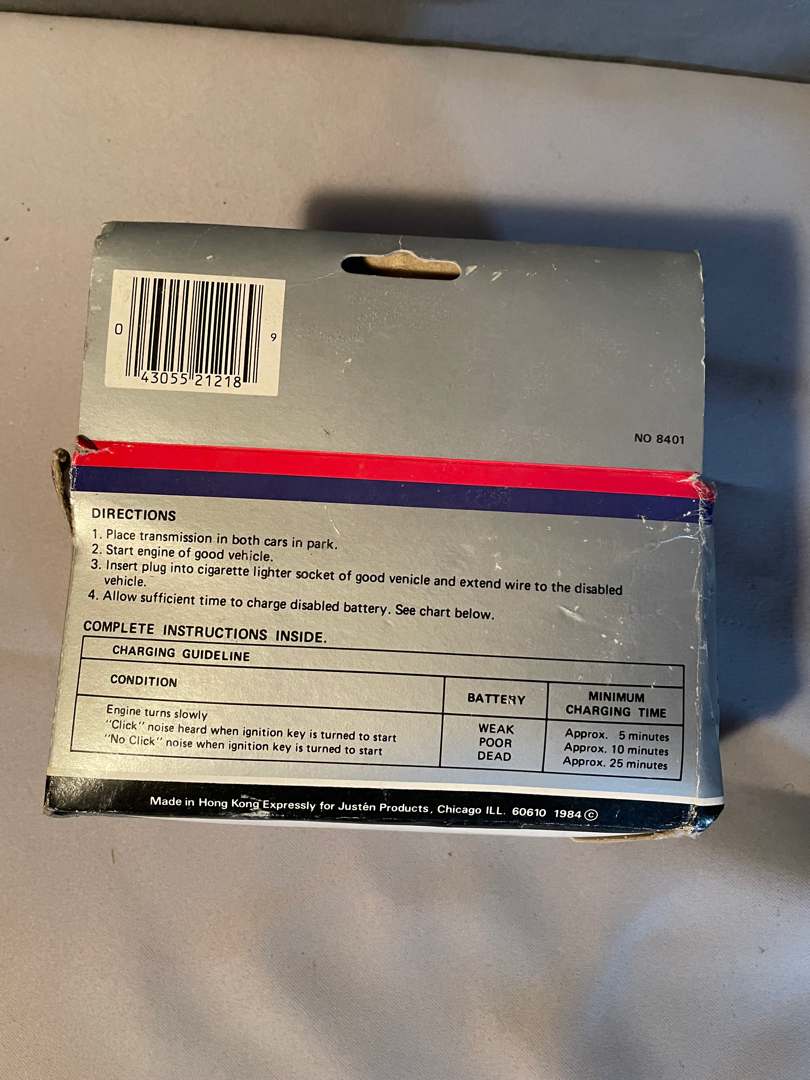 0 43055 21218 9
NO 8401
DIRECTIONS
1. Place transmission in both cars in park.
2. Start engine of good vehicle.
3. Insert plug into cigarette lighter socket of good venicle and extend wire to the disabled
vehicle.
4. Allow sufficient time to charge disabled battery. See chart below.
COMPLETE INSTRUCTIONS INSIDE.
CHARGING GUIDELINE
CONDITION BATTERY MINIMUM
CHARGING TIME
Engine turns slowly WEAK Approx. 5 minutes
"Click" noise heard when ignition key is turned to start POOR Approx. 10 minutes
"No Click" noise when ignition key is turned to start DEAD Approx. 25 minutes
Made in Hong Kong Expressly for Justén Products, Chicago ILL. 60610 1984 ©